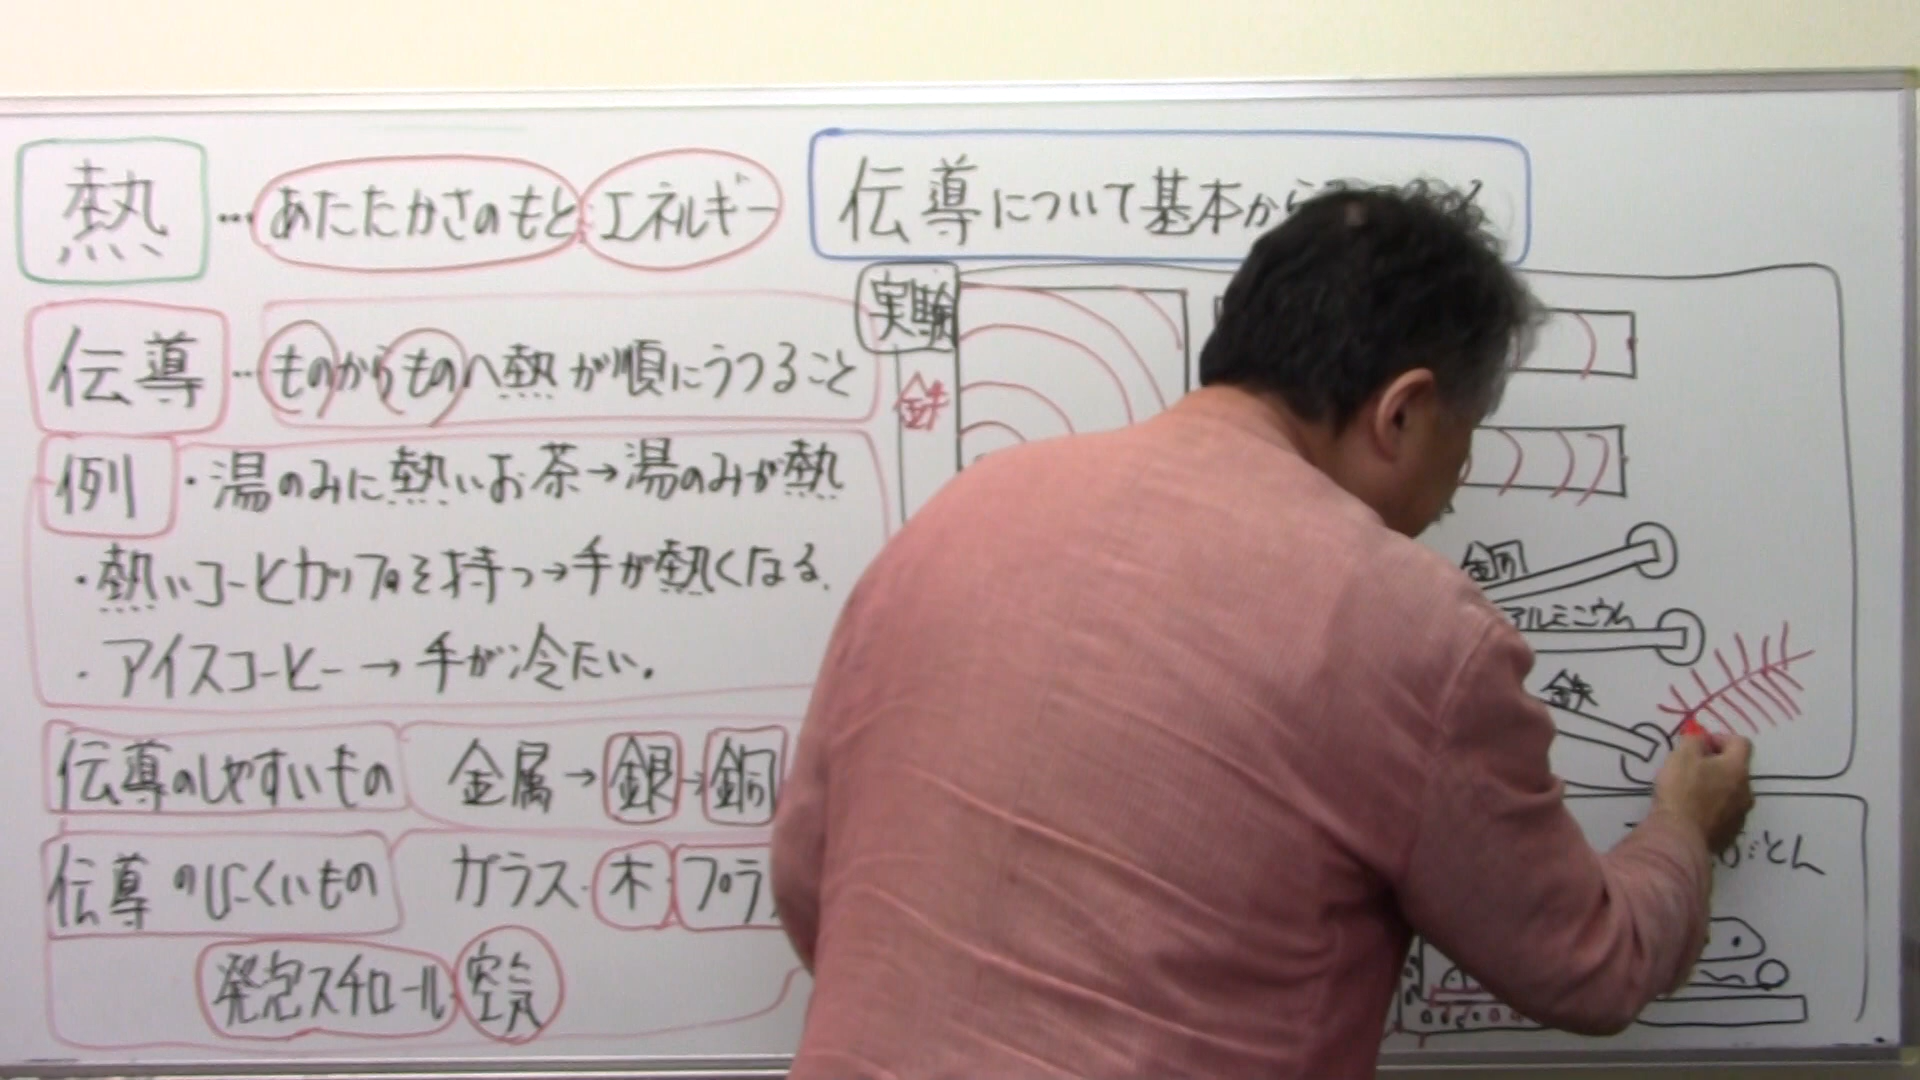 熱 … あたたかさのもと エネルギー
伝導 … ものからものへ熱が順にうつること
例 ・湯のみに熱いお茶→湯のみが熱
・熱いコーヒカップを持つ→手が熱くなる.
・アイスコーヒー→手が冷たい.
伝導のしやすいもの 金属→銀→銅
伝導のしにくいもの ガラス・木・プラ
発泡スチロール・空気
伝導について基本から
実験
鉄
銅
アルミニウム
鉄
ぶとん